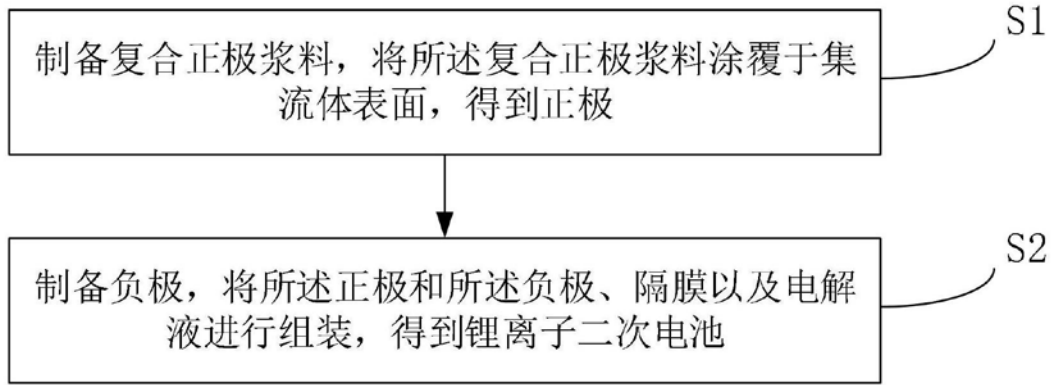 S1
制备复合正极浆料，将所述复合正极浆料涂覆于集
流体表面，得到正极
S2
制备负极，将所述正极和所述负极、隔膜以及电解
液进行组装，得到锂离子二次电池